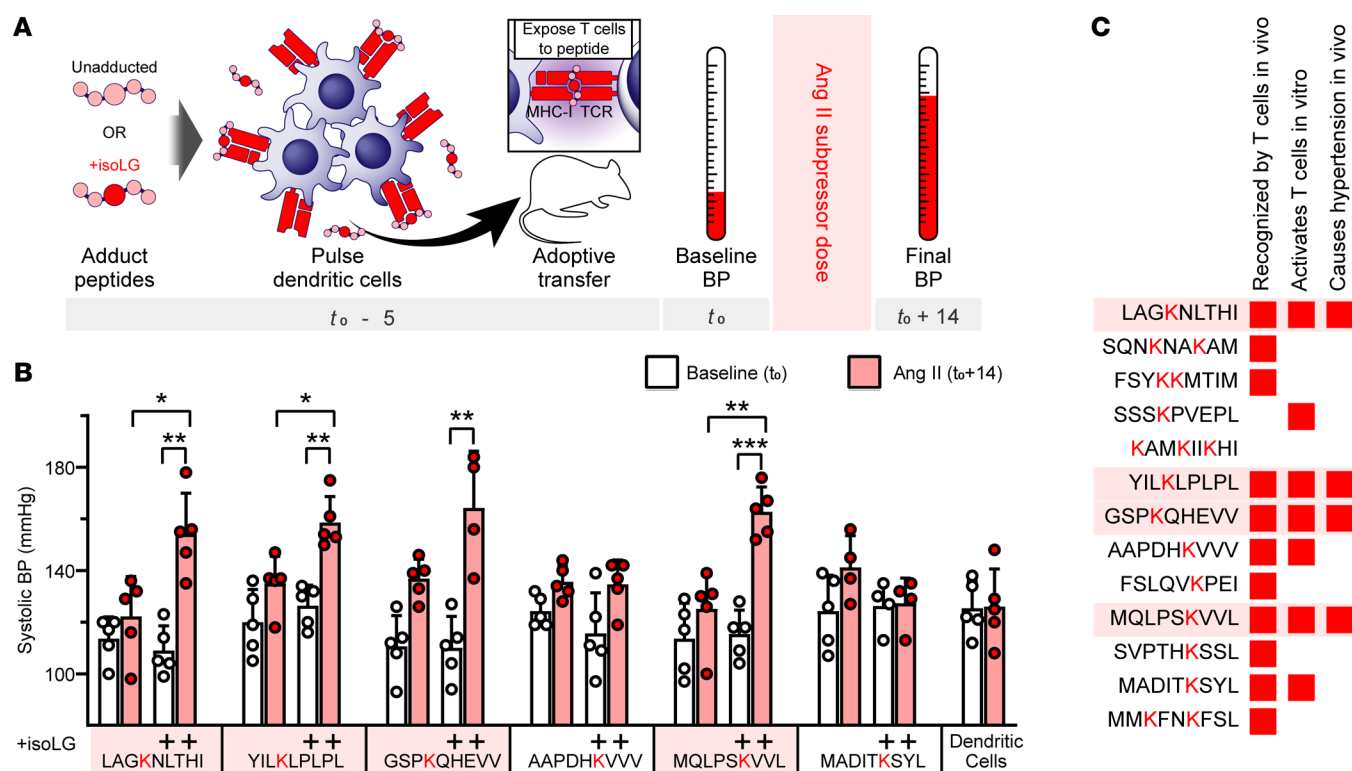 A
Unadducted
OR
+isoLG
Adduct
peptides
Pulse
dendritic cells
Expose T cells
to peptide
MHC-I TCR
Adoptive
transfer
Baseline
BP
Ang II subpressor dose
Final
BP
t₀ - 5
t₀
t₀ + 14
B
Baseline (t₀)
Ang II (t₀+14)
Systolic BP (mmHg)
180
140
100
* ** * ** ** ** ***
+isoLG
+ + + + + + + + + + + +
LAGKNLTHI
YILKLPLPL
GSPKQHEVV
AAPDHKVVV
MQLPSKVVL
MADITKSYL
Dendritic
Cells
C
Recognized by T cells in vivo
Activates T cells in vitro
Causes hypertension in vivo
LAGKNLTHI
SQNKNAKAM
FSYKKMTIM
SSSKPVEPL
KAMKIIKHI
YILKLPLPL
GSPKQHEVV
AAPDHKVVV
FSLQVKPEI
MQLPSKVVL
SVPTHKSSL
MADITKSYL
MMKFNKFSL